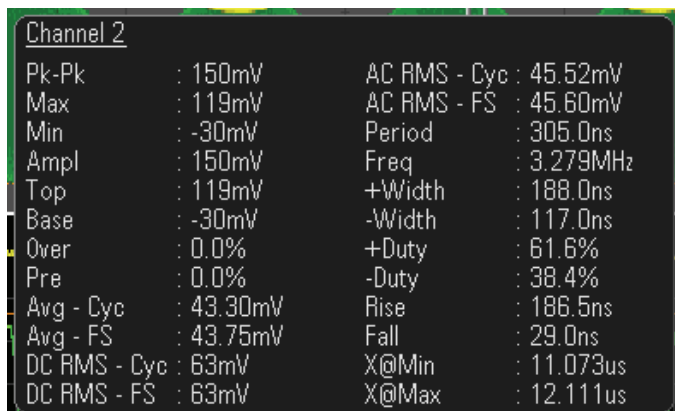 Channel 2
Pk-Pk : 150mV AC RMS - Cyc : 45.52mV
Max : 119mV AC RMS - FS : 45.60mV
Min : -30mV Period : 305.0ns
Ampl : 150mV Freq : 3.279MHz
Top : 119mV +Width : 188.0ns
Base : -30mV -Width : 117.0ns
Over : 0.0% +Duty : 61.6%
Pre : 0.0% -Duty : 38.4%
Avg - Cyc : 43.30mV Rise : 186.5ns
Avg - FS : 43.75mV Fall : 29.0ns
DC RMS - Cyc : 63mV X@Min : 11.073us
DC RMS - FS : 63mV X@Max : 12.111us